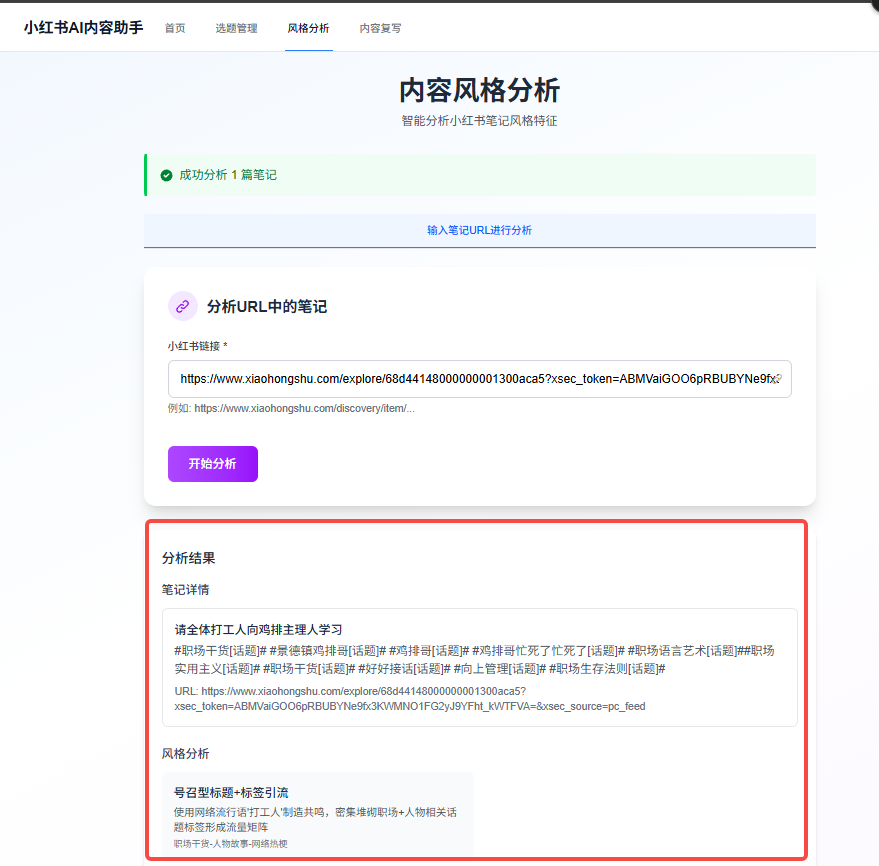 小红书AI内容助手 首页 选题管理 风格分析 内容复写
内容风格分析
智能分析小红书笔记风格特征
成功分析 1 篇笔记
输入笔记URL进行分析
分析URL中的笔记
小红书链接 *
https://www.xiaohongshu.com/explore/68d44148000000001300aca5?xsec_token=ABMVaiGOO6pRBUBYNe9fx
例如: https://www.xiaohongshu.com/discovery/item/...
开始分析
分析结果
笔记详情
请全体打工人向鸡排主理人学习
#职场干货[话题]# #景德镇鸡排哥[话题]# #鸡排哥[话题]# #鸡排哥忙死了忙死了[话题]# #职场语言艺术[话题]##职场
实用主义[话题]# #职场干货[话题]# #好好接话[话题]# #向上管理[话题]# #职场生存法则[话题]#
URL: https://www.xiaohongshu.com/explore/68d44148000000001300aca5?
xsec_token=ABMVaiGOO6pRBUBYNe9fx3KWMNO1FG2yJ9YFht_kWTFVA=&xsec_source=pc_feed
风格分析
号召型标题+标签引流
使用网络流行语'打工人'制造共鸣，密集堆砌职场+人物相关话
题标签形成流量矩阵
职场干货-人物故事-网络热梗